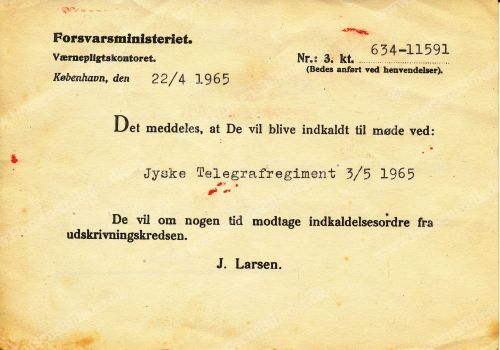 Forsvarsministeriet.
Værnepligtskontoret.
København, den 22/4 1965
Nr.: 3. kt. 634-11591
(Bedes anført ved henvendelser).
Det meddeles, at De vil blive indkaldt til møde ved:
Jyske Telegrafregiment 3/5 1965
De vil om nogen tid modtage indkaldelsesordre fra
udskrivningskredsen.
J. Larsen.